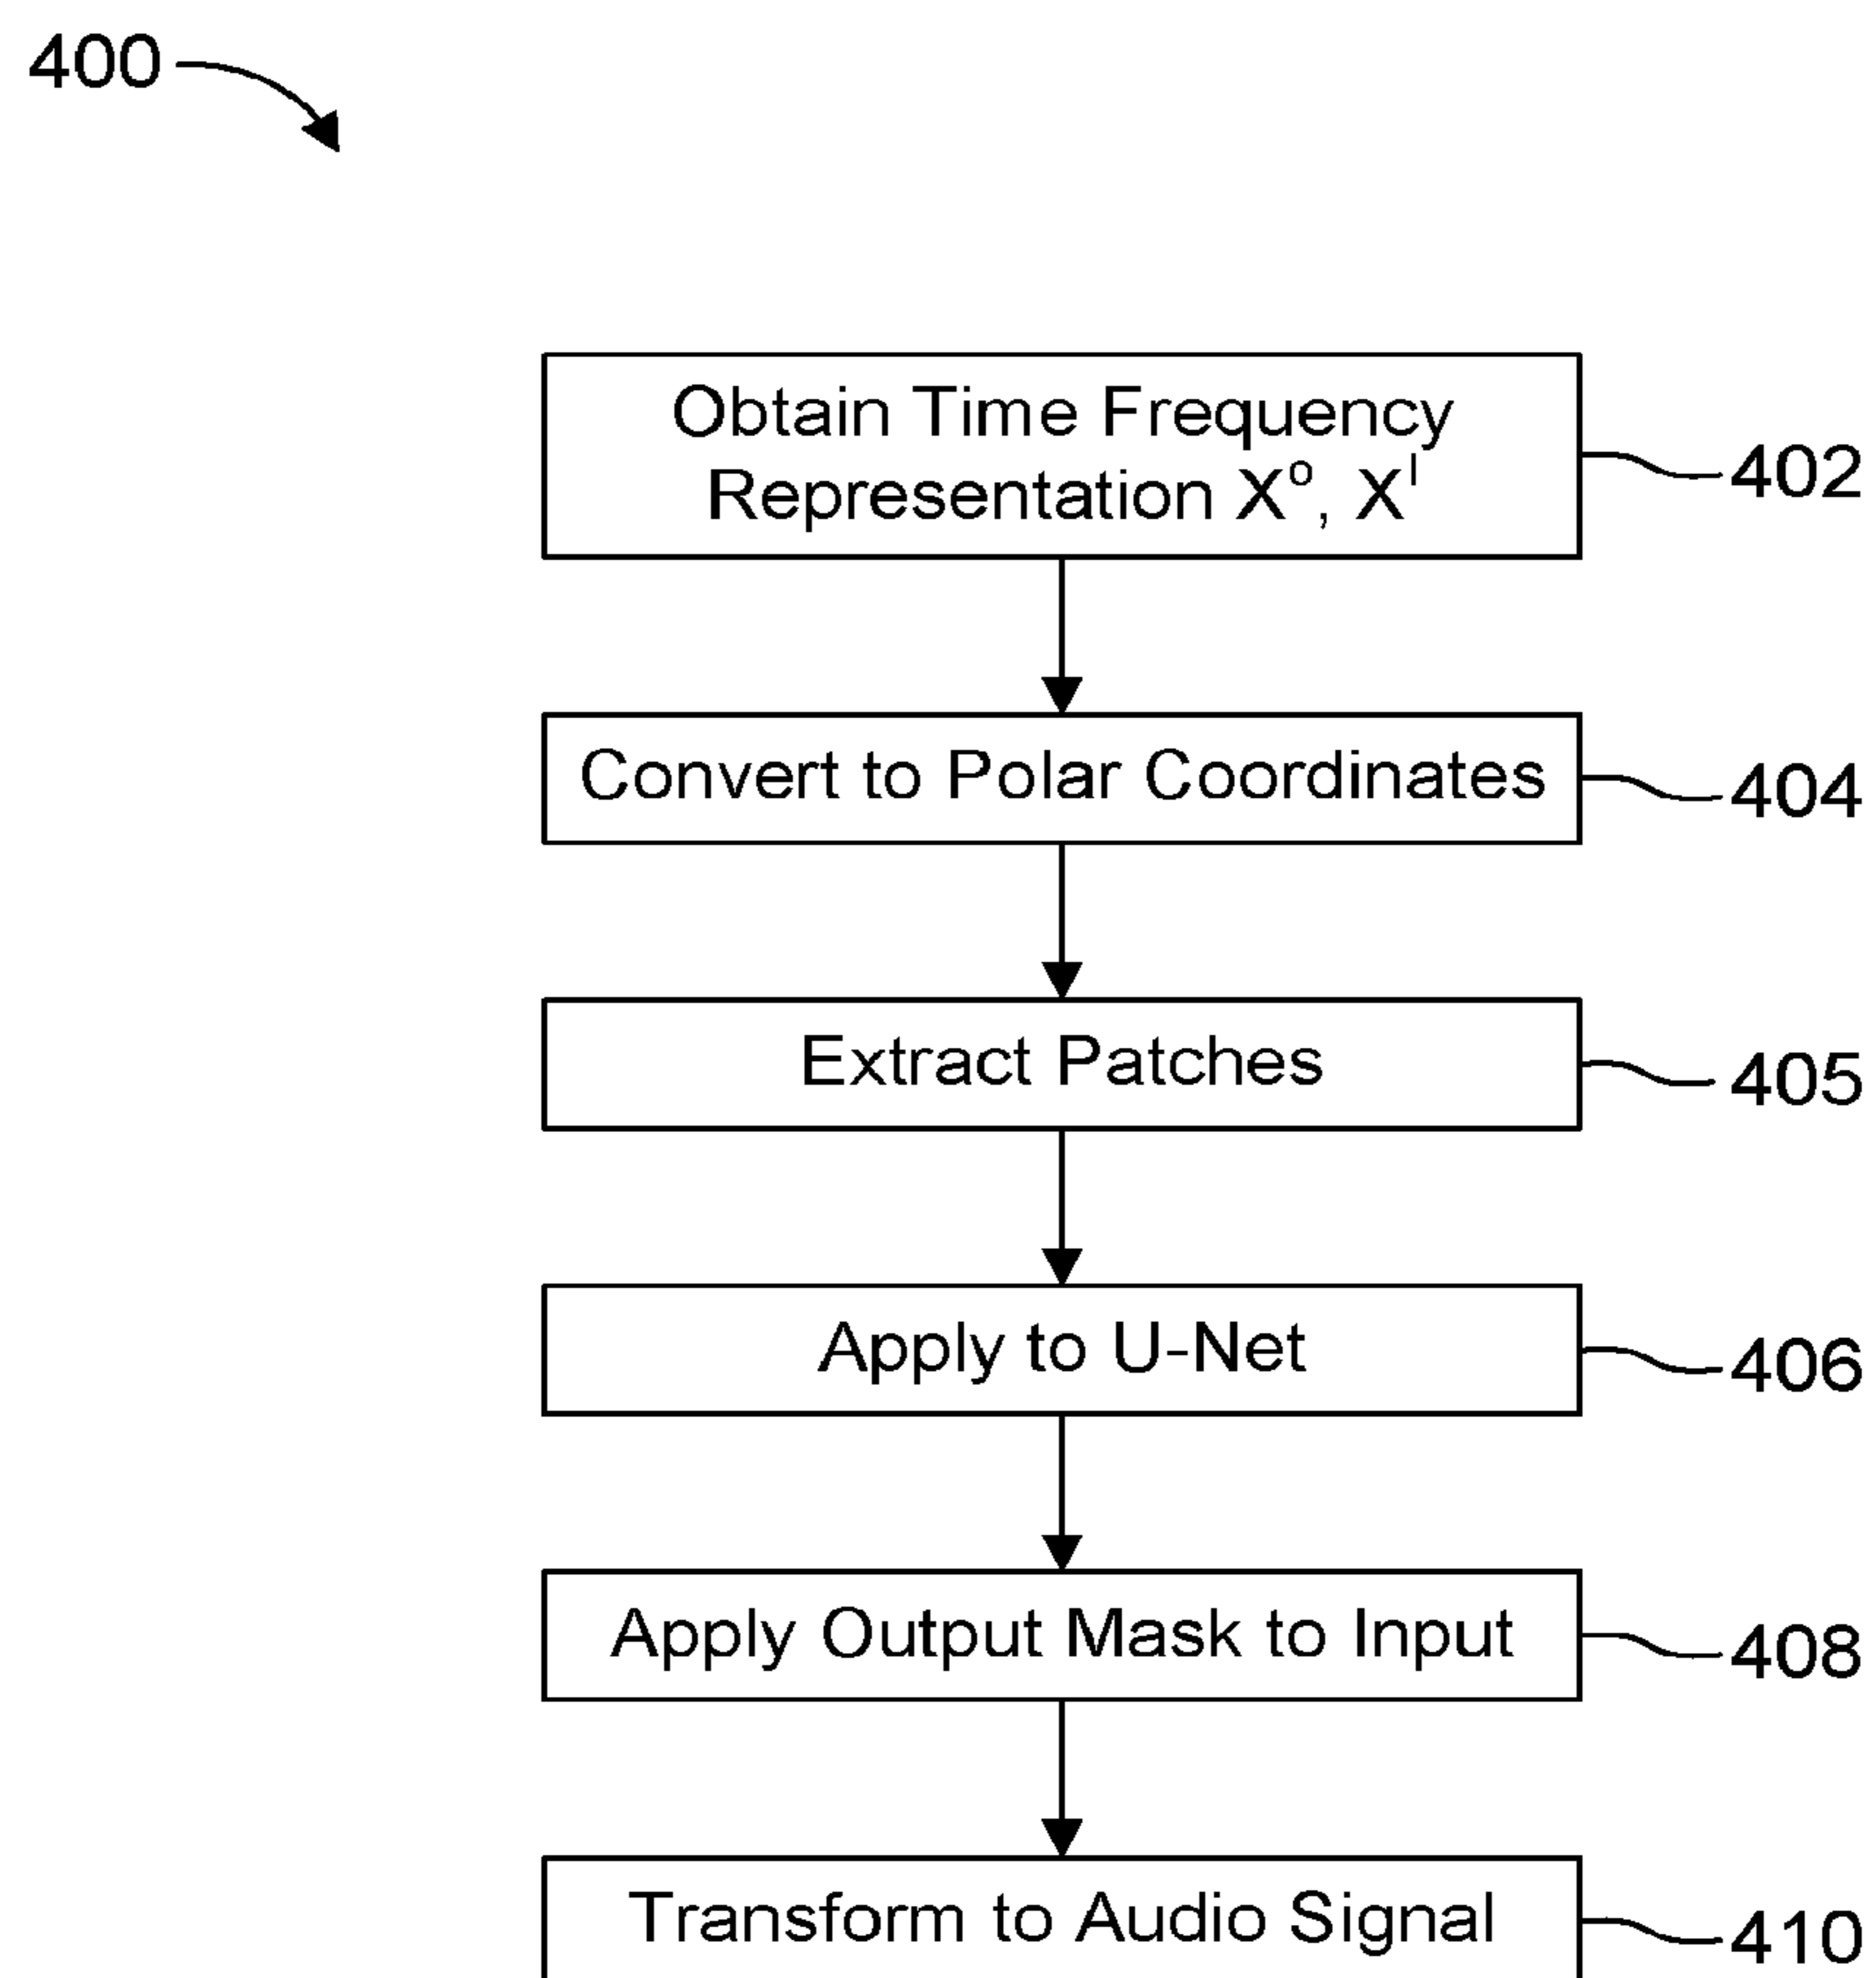 400
Obtain Time Frequency
Representation X^o, X^I
402
Convert to Polar Coordinates
404
Extract Patches
405
Apply to U-Net
406
Apply Output Mask to Input
408
Transform to Audio Signal
410